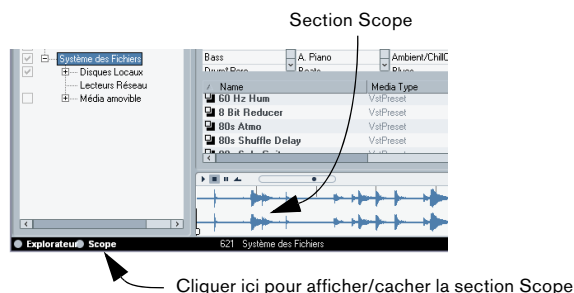 Section Scope
Système des Fichiers
Disques Locaux
Lecteurs Réseau
Média amovible
Bass A. Piano Ambient/ChillO
Name Media Type
60 Hz Hum VstPreset
8 Bit Reducer VstPreset
80s Atmo VstPreset
80s Shuffle Delay VstPreset
Explorateur Scope 621 Système des Fichiers
Cliquer ici pour afficher/cacher la section Scope